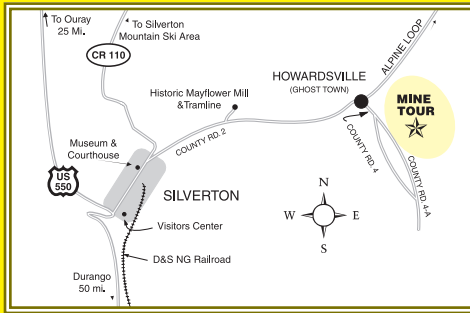 To Ouray
25 Mi.
To Silverton
Mountain Ski Area
CR 110
ALPINE LOOP
HOWARDSVILLE
(GHOST TOWN)
MINE
TOUR
Historic Mayflower Mill
&Tramline
COUNTY RD. 2
COUNTY RD. 4
COUNTY RD. 4-A
Museum &
Courthouse
US
550
SILVERTON
N
W
E
S
Visitors Center
D&S NG Railroad
Durango
50 mi.